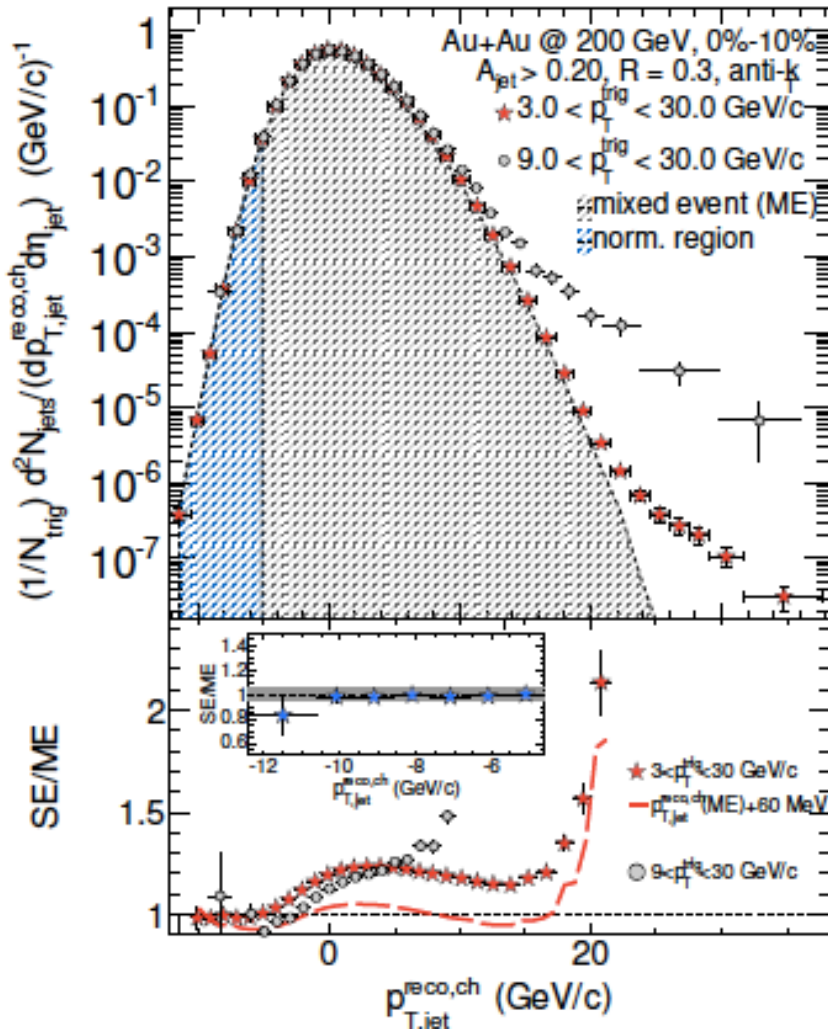 Au+Au @ 200 GeV, 0%-10%
A_jet > 0.20, R = 0.3, anti-k_T
3.0 < p_T^trig < 30.0 GeV/c
9.0 < p_T^trig < 30.0 GeV/c
mixed event (ME)
norm. region
(1/N_trig) d²N_jets/(dp_T,jet^reco,ch dη_jet) (GeV/c)⁻¹
1
10⁻¹
10⁻²
10⁻³
10⁻⁴
10⁻⁵
10⁻⁶
10⁻⁷
SE/ME
2
1.5
1
SE/ME
1.4
1.2
1
0.8
0.6
-12 -10 -8 -6
p_T,jet^reco,ch (GeV/c)
3<p_T^trig<30 GeV/c
p_T,jet^reco,ch(ME)+60 MeV
9<p_T^trig<30 GeV/c
0 20
p_T,jet^reco,ch (GeV/c)